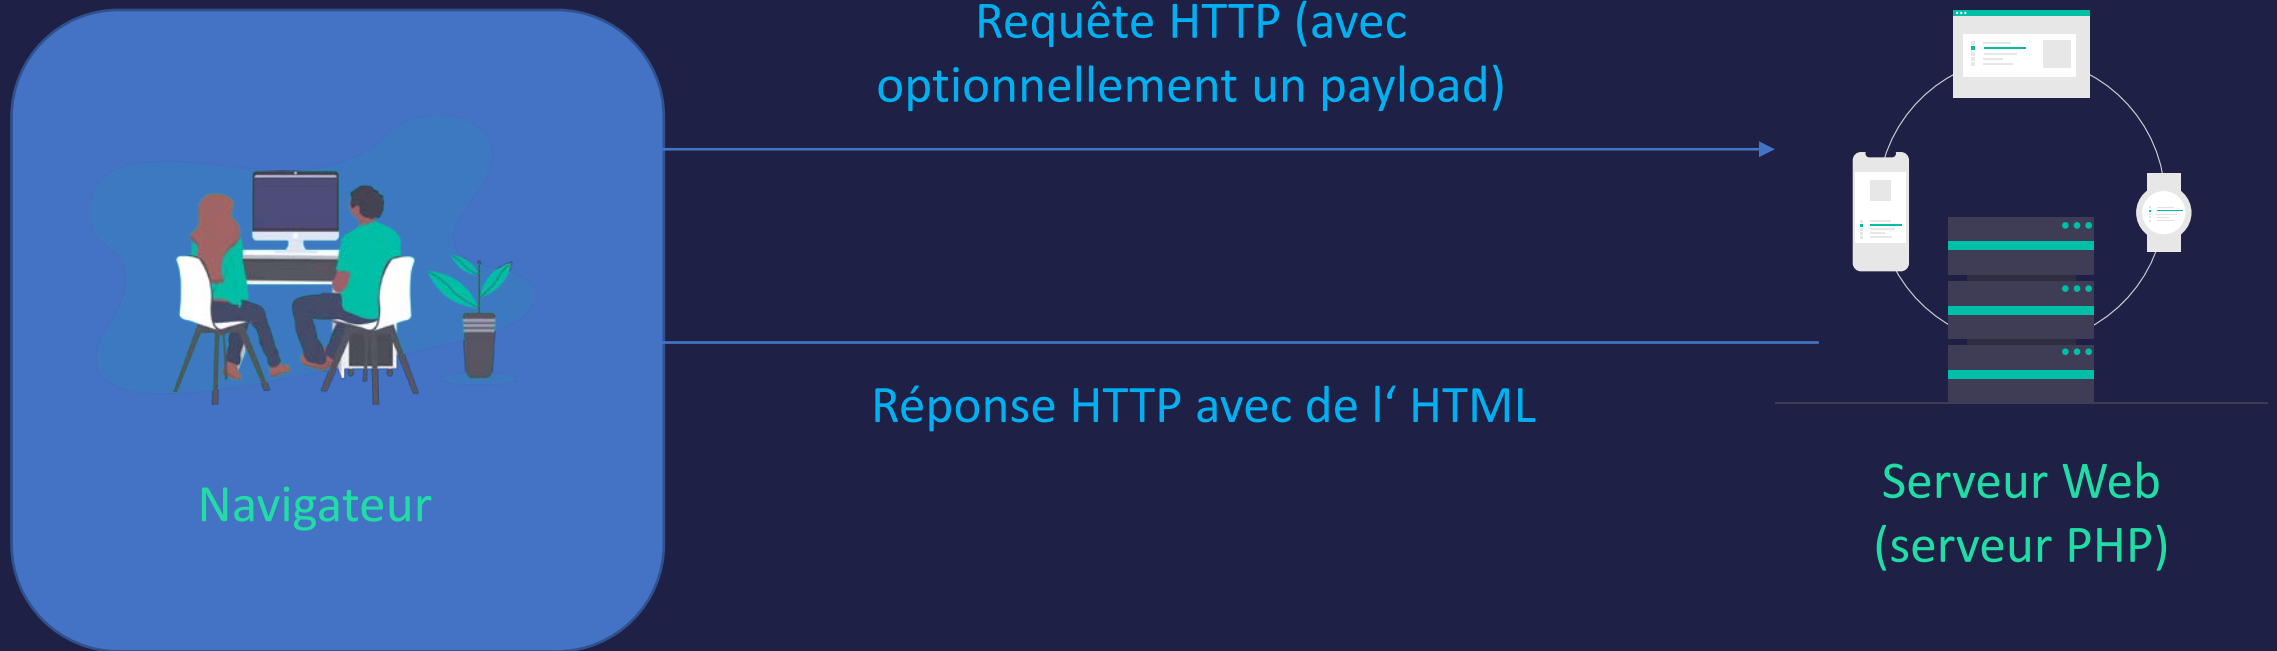 Requête HTTP (avec
optionnellement un payload)
Réponse HTTP avec de l‘ HTML
Navigateur
Serveur Web
(serveur PHP)